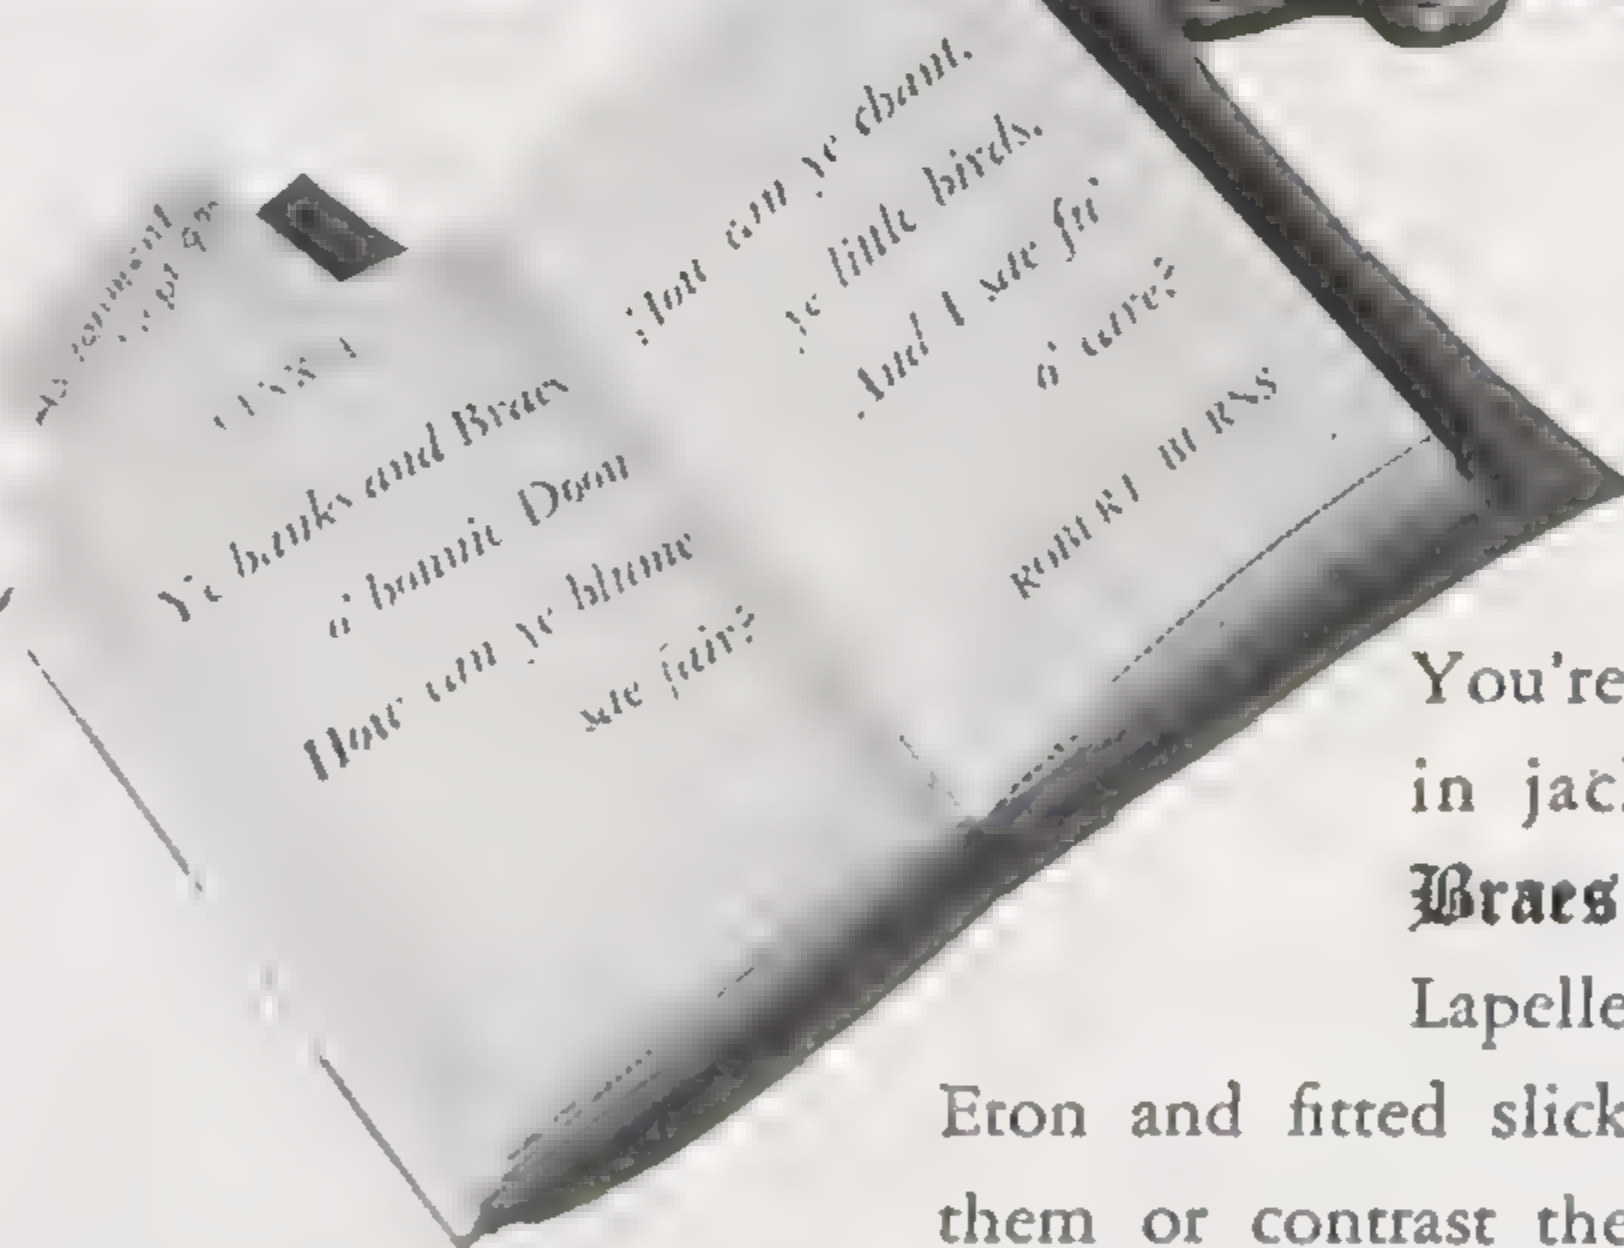 Ye banks and Braes
o' bonnie Doon
How can ye blume
sae fair?
How can ye chant,
ye little birds,
And I sae fu'
o' care?
ROBERT BURNS
You're
in
Braes
Lapelle
Eton and fitted slick
them or contrast the